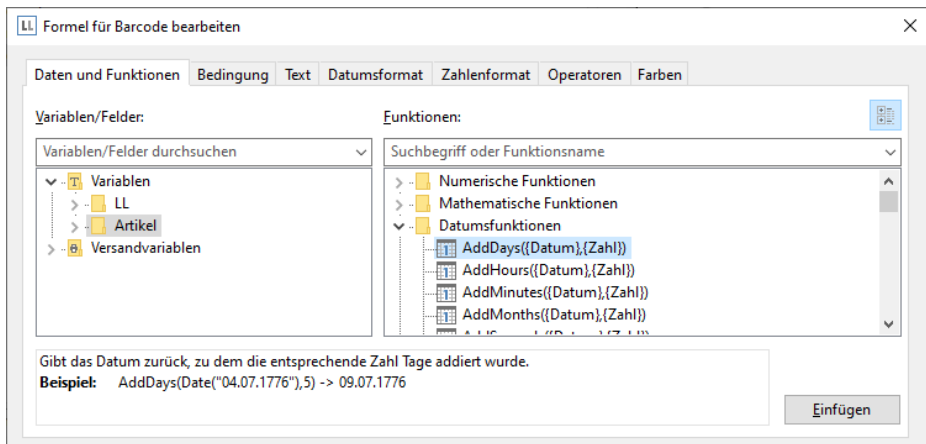 LL Formel für Barcode bearbeiten
Daten und Funktionen Bedingung Text Datumsformat Zahlenformat Operatoren Farben
Variablen/Felder:
Variablen/Felder durchsuchen
T Variablen
LL
Artikel
Versandvariablen
Funktionen:
Suchbegriff oder Funktionsname
Numerische Funktionen
Mathematische Funktionen
Datumsfunktionen
AddDays({Datum},{Zahl})
AddHours({Datum},{Zahl})
AddMinutes({Datum},{Zahl})
AddMonths({Datum},{Zahl})
Gibt das Datum zurück, zu dem die entsprechende Zahl Tage addiert wurde.
Beispiel: AddDays(Date("04.07.1776"),5) -> 09.07.1776
Einfügen